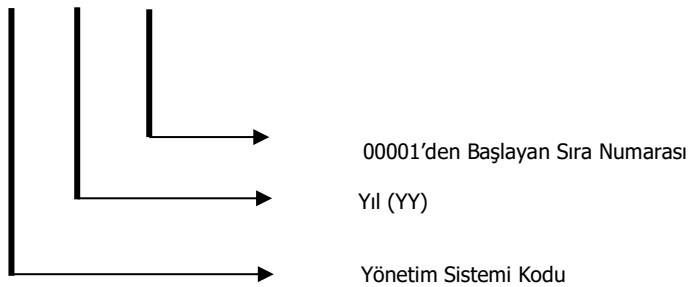 00001’den Başlayan Sıra Numarası
Yıl (YY)
Yönetim Sistemi Kodu